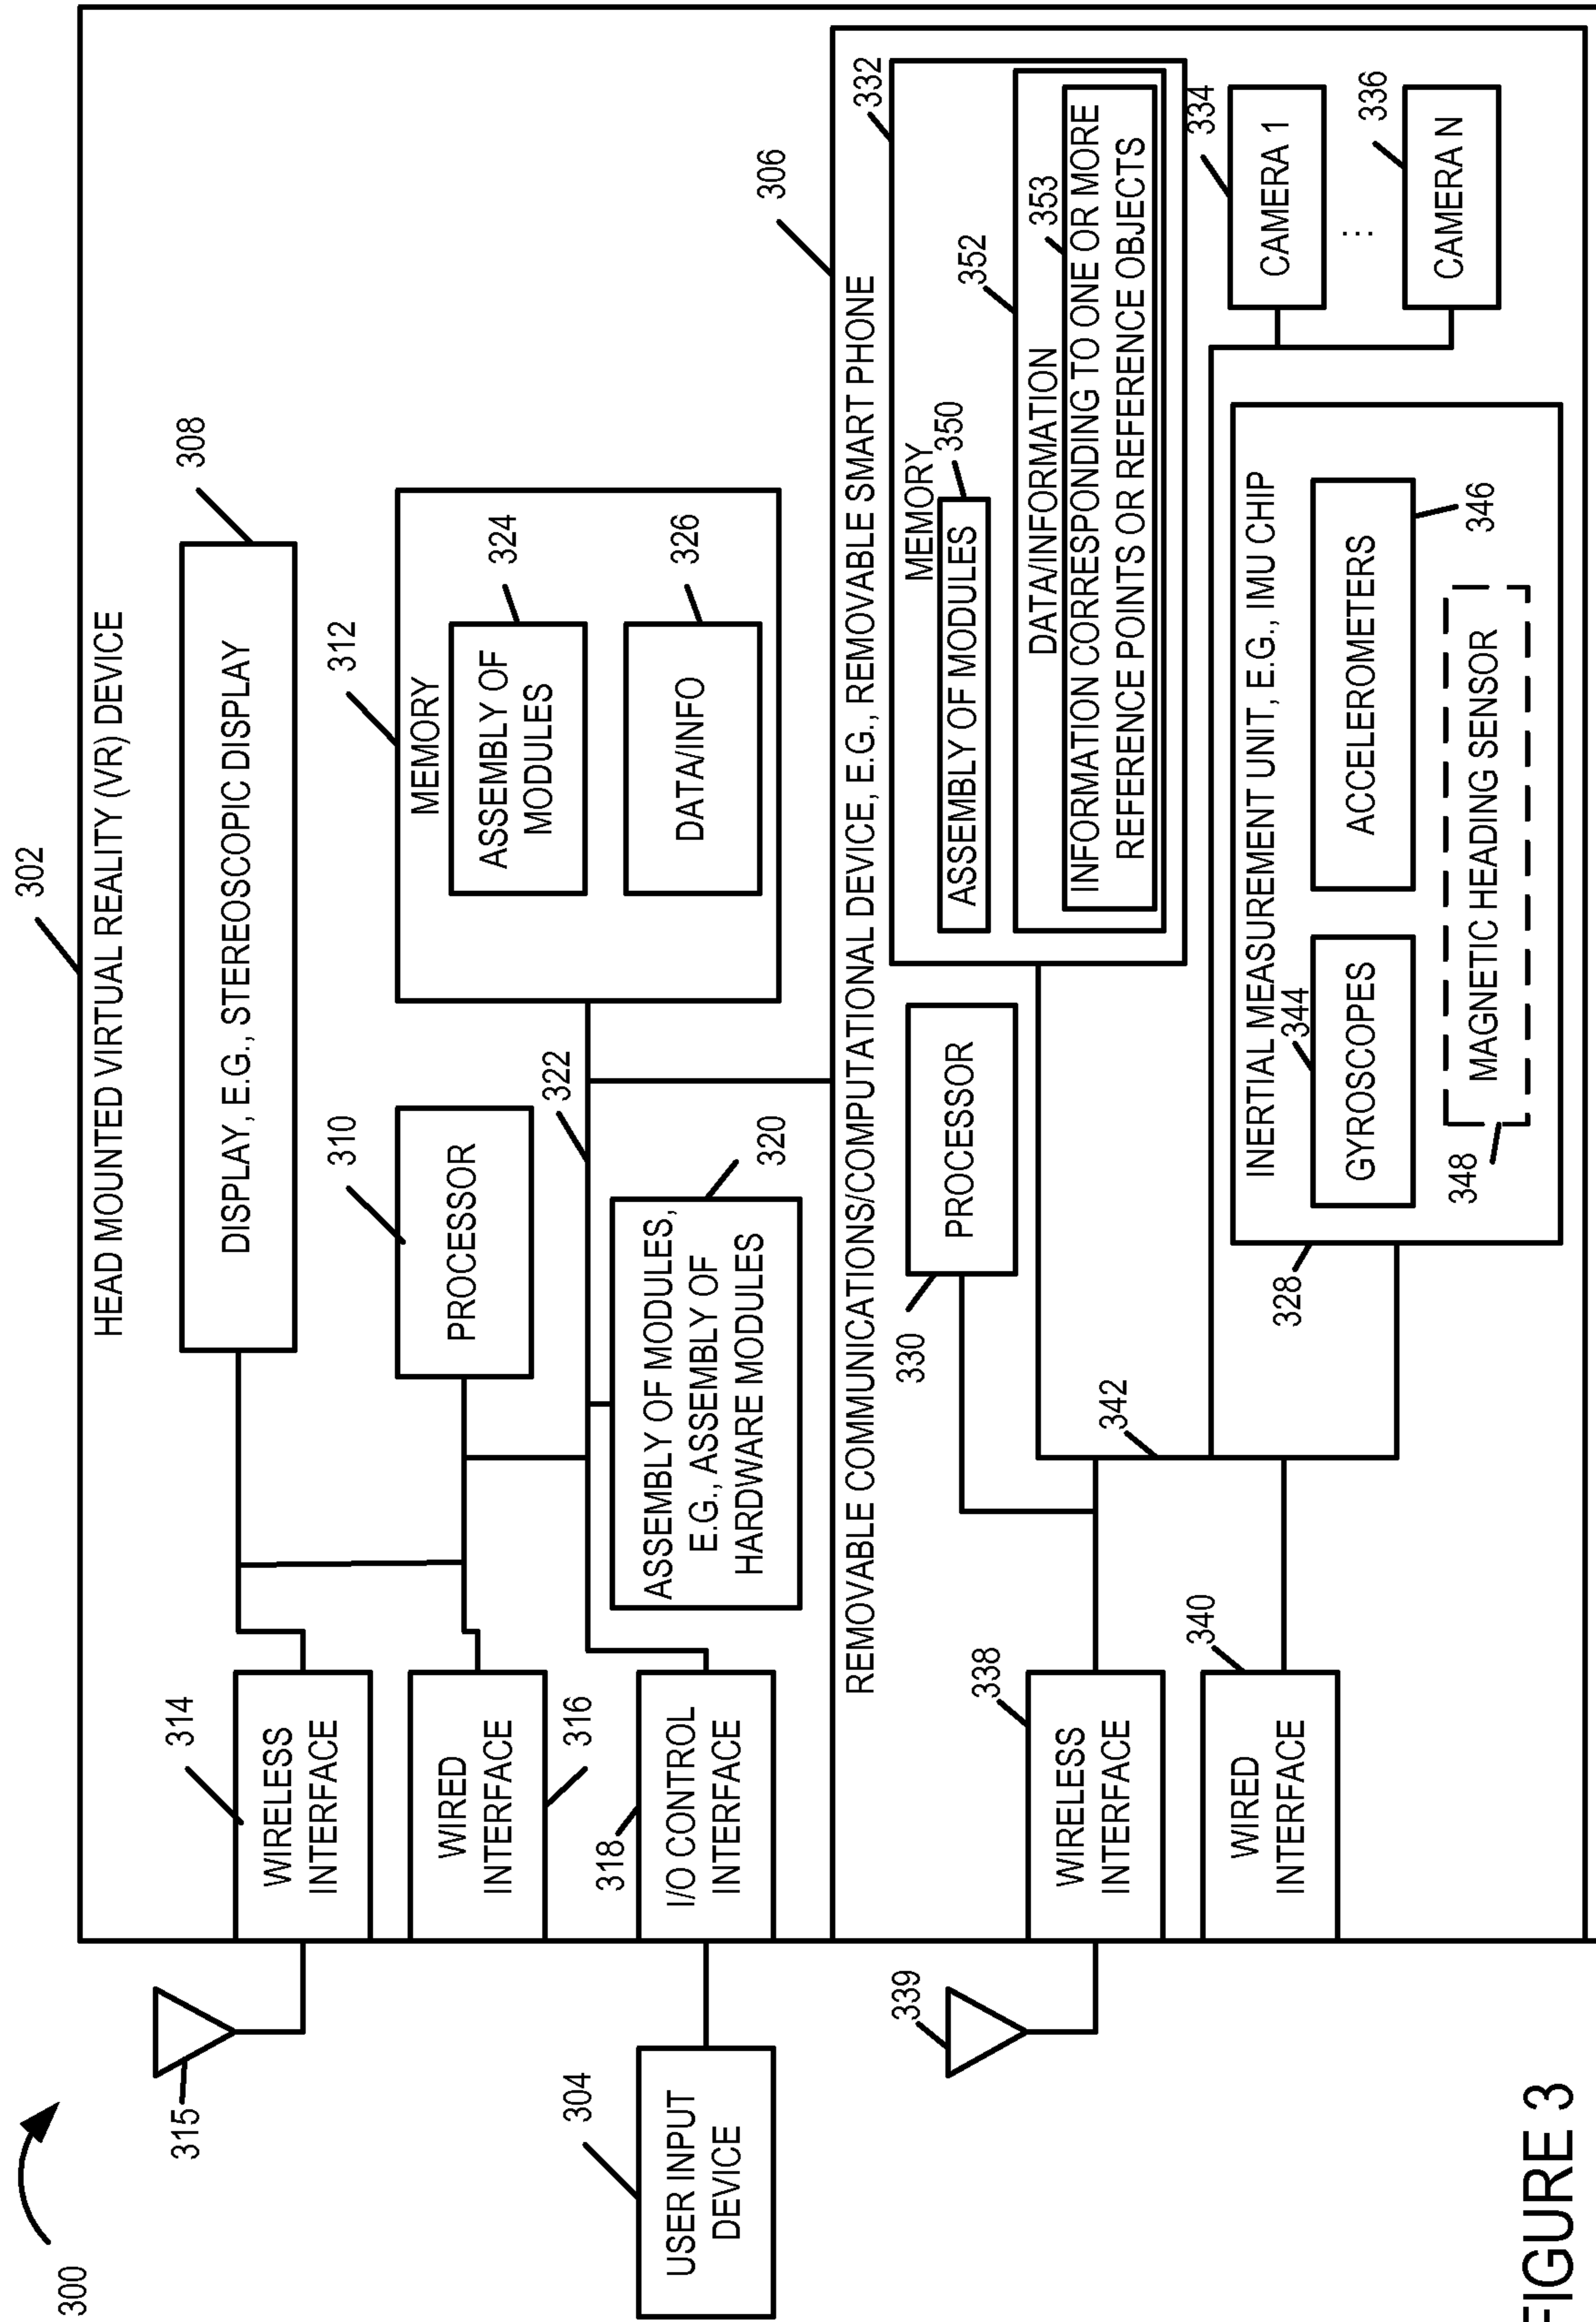 300
302
HEAD MOUNTED VIRTUAL REALITY (VR) DEVICE
308
DISPLAY, E.G., STEREOSCOPIC DISPLAY
315
314
WIRELESS
INTERFACE
310
PROCESSOR
312
MEMORY
324
ASSEMBLY OF
MODULES
326
DATA/INFO
WIRED
INTERFACE
316
322
304
USER INPUT
DEVICE
318
I/O CONTROL
INTERFACE
ASSEMBLY OF MODULES,
E.G., ASSEMBLY OF
HARDWARE MODULES
320
306
REMOVABLE COMMUNICATIONS/COMPUTATIONAL DEVICE, E.G., REMOVABLE SMART PHONE
332
339
338
WIRELESS
INTERFACE
330
PROCESSOR
MEMORY
350
ASSEMBLY OF MODULES
352
DATA/INFORMATION
353
INFORMATION CORRESPONDING TO ONE OR MORE
REFERENCE POINTS OR REFERENCE OBJECTS
340
WIRED
INTERFACE
342
328
INERTIAL MEASUREMENT UNIT, E.G., IMU CHIP
344
GYROSCOPES
ACCELEROMETERS
346
348
MAGNETIC HEADING SENSOR
334
CAMERA 1
...
336
CAMERA N
FIGURE 3